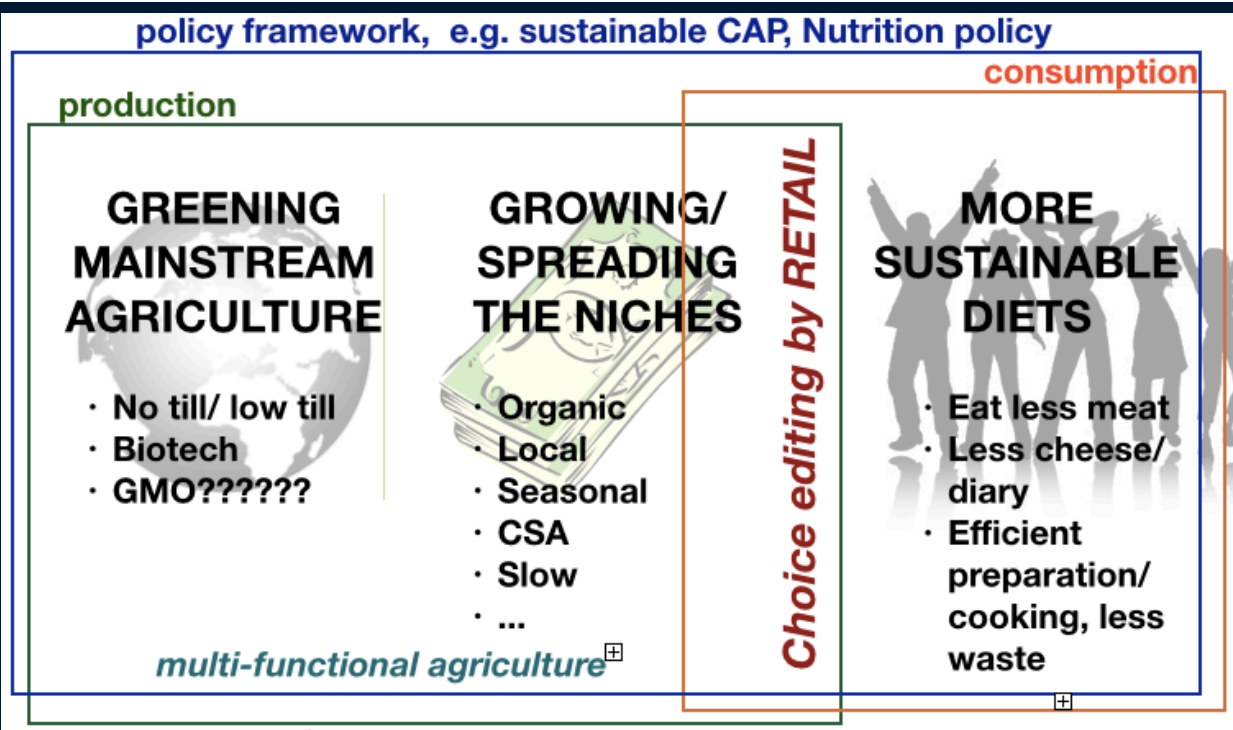 policy framework, e.g. sustainable CAP, Nutrition policy
consumption
production
GREENING
MAINSTREAM
AGRICULTURE
· No till/ low till
· Biotech
· GMO??????
GROWING/
SPREADING
THE NICHES
· Organic
· Local
· Seasonal
· CSA
· Slow
· ...
multi-functional agriculture
Choice editing by RETAIL
MORE
SUSTAINABLE
DIETS
· Eat less meat
· Less cheese/
diary
· Efficient
preparation/
cooking, less
waste